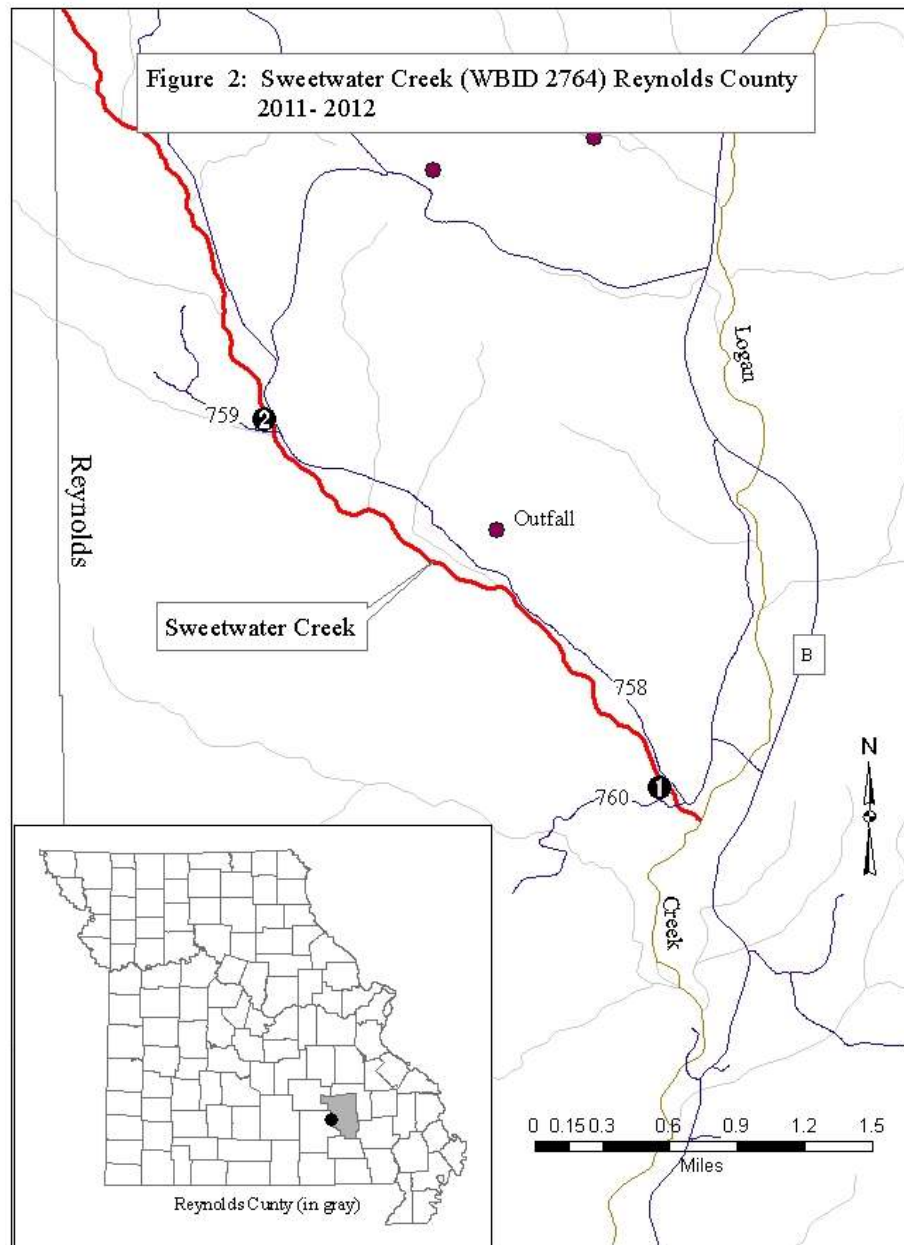 Figure 2: Sweetwater Creek (WBID 2764) Reynolds County
2011- 2012
Logan
759
2
Reynolds
Outfall
Sweetwater Creek
B
758
N
1
760
Creek
0 0.15 0.3 0.6 0.9 1.2 1.5
Miles
Reynolds Cunty (in gray)